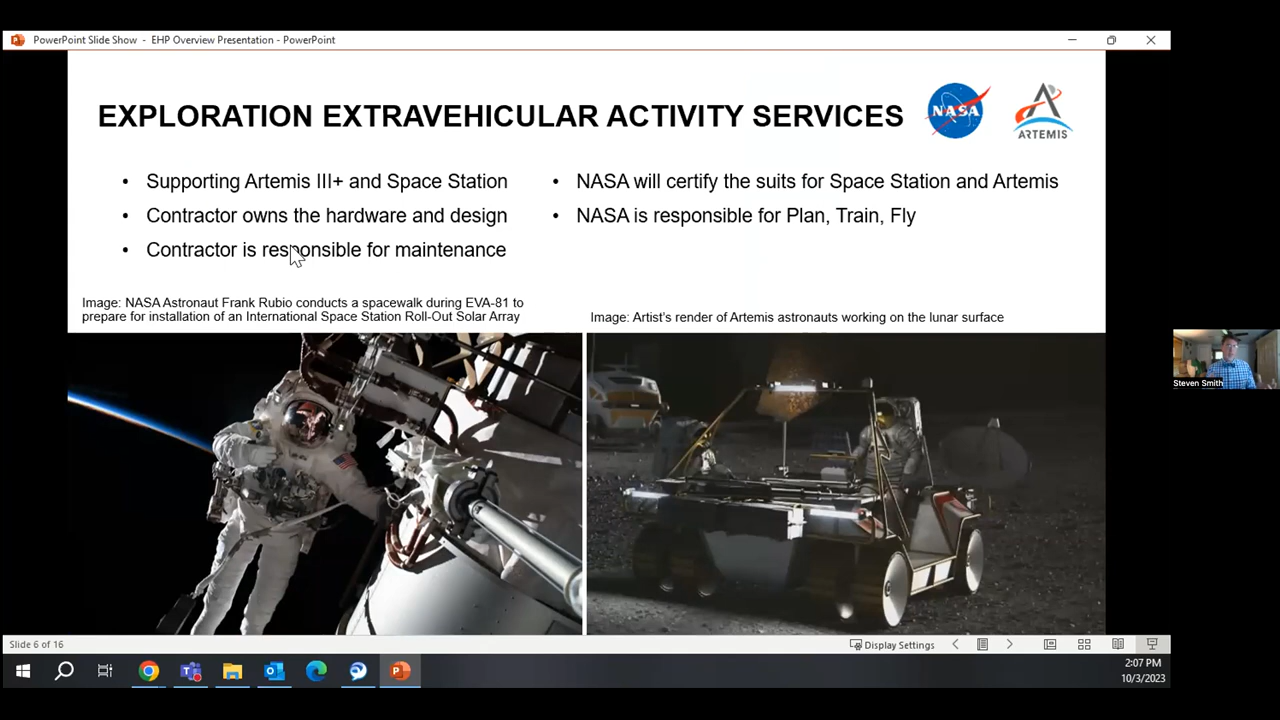 PowerPoint Slide Show - EHP Overview Presentation - PowerPoint
EXPLORATION EXTRAVEHICULAR ACTIVITY SERVICES
NASA
ARTEMIS
• Supporting Artemis III+ and Space Station
• Contractor owns the hardware and design
• Contractor is responsible for maintenance
• NASA will certify the suits for Space Station and Artemis
• NASA is responsible for Plan, Train, Fly
Image: NASA Astronaut Frank Rubio conducts a spacewalk during EVA-81 to
prepare for installation of an International Space Station Roll-Out Solar Array
Image: Artist's render of Artemis astronauts working on the lunar surface
Steven Smith
Slide 6 of 16
Display Settings
2:07 PM
10/3/2023